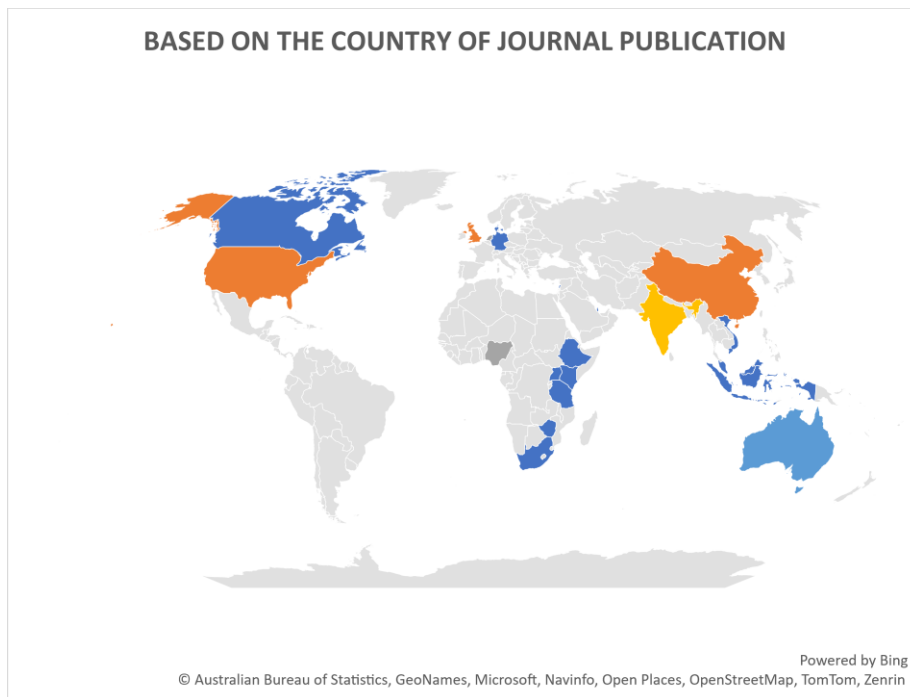 BASED ON THE COUNTRY OF JOURNAL PUBLICATION
Powered by Bing
© Australian Bureau of Statistics, GeoNames, Microsoft, Navinfo, Open Places, OpenStreetMap, TomTom, Zenrin